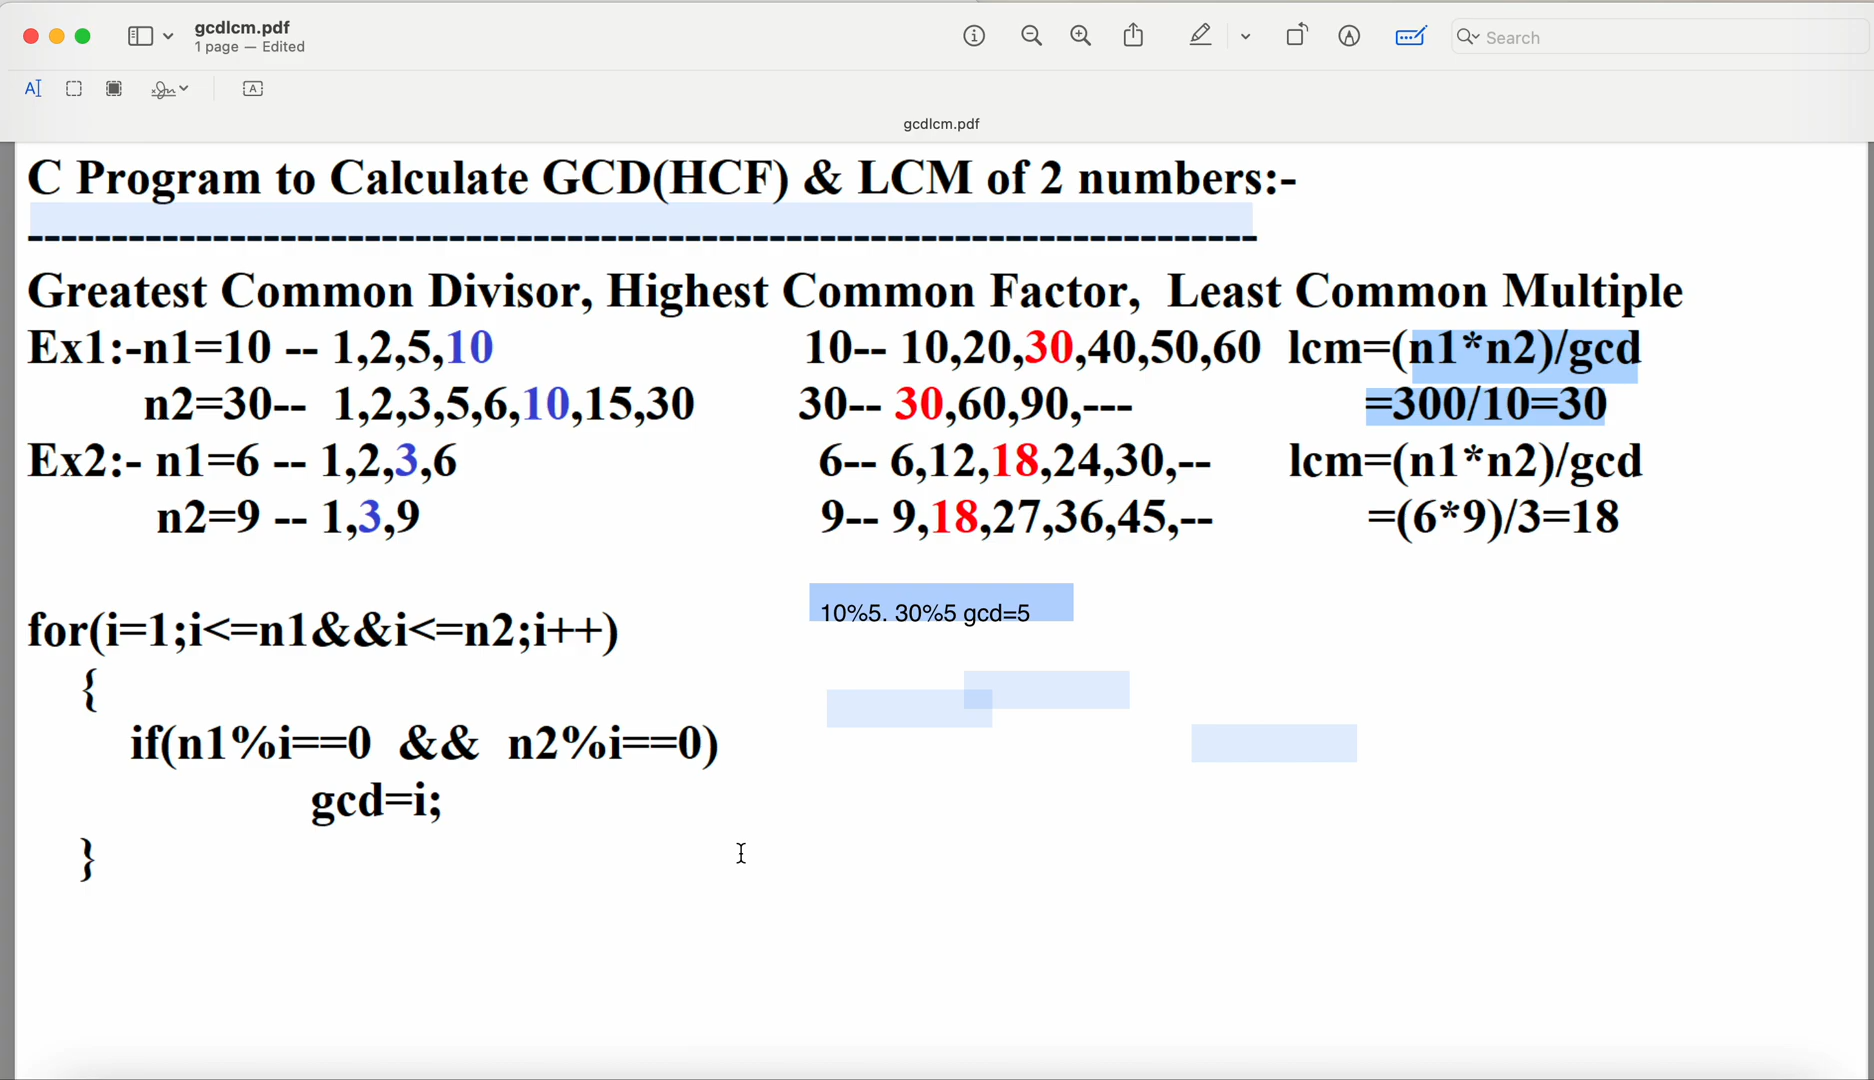 gcdlcm.pdf
1 page — Edited
Search
gcdlcm.pdf
C Program to Calculate GCD(HCF) & LCM of 2 numbers:-
--------------------------------------------------------------------------
Greatest Common Divisor, Highest Common Factor, Least Common Multiple
Ex1:-n1=10 -- 1,2,5,10 10-- 10,20,30,40,50,60 lcm=(n1*n2)/gcd
n2=30-- 1,2,3,5,6,10,15,30 30-- 30,60,90,--- =300/10=30
Ex2:- n1=6 -- 1,2,3,6 6-- 6,12,18,24,30,-- lcm=(n1*n2)/gcd
n2=9 -- 1,3,9 9-- 9,18,27,36,45,-- =(6*9)/3=18
10%5. 30%5 gcd=5
for(i=1;i<=n1&&i<=n2;i++)
{
if(n1%i==0 && n2%i==0)
gcd=i;
}